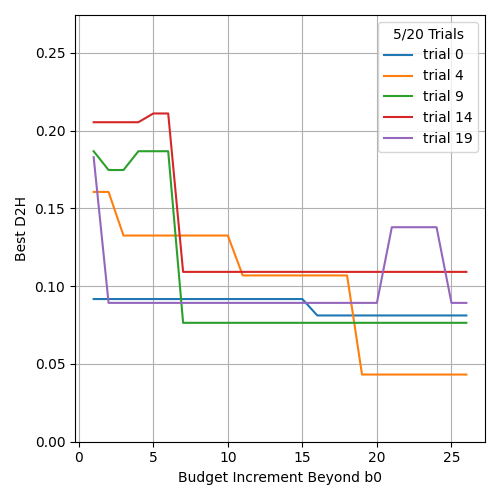 5/20 Trials
trial 0
trial 4
trial 9
trial 14
trial 19
Best D2H
0.25
0.20
0.15
0.10
0.05
0.00
0 5 10 15 20 25
Budget Increment Beyond b0